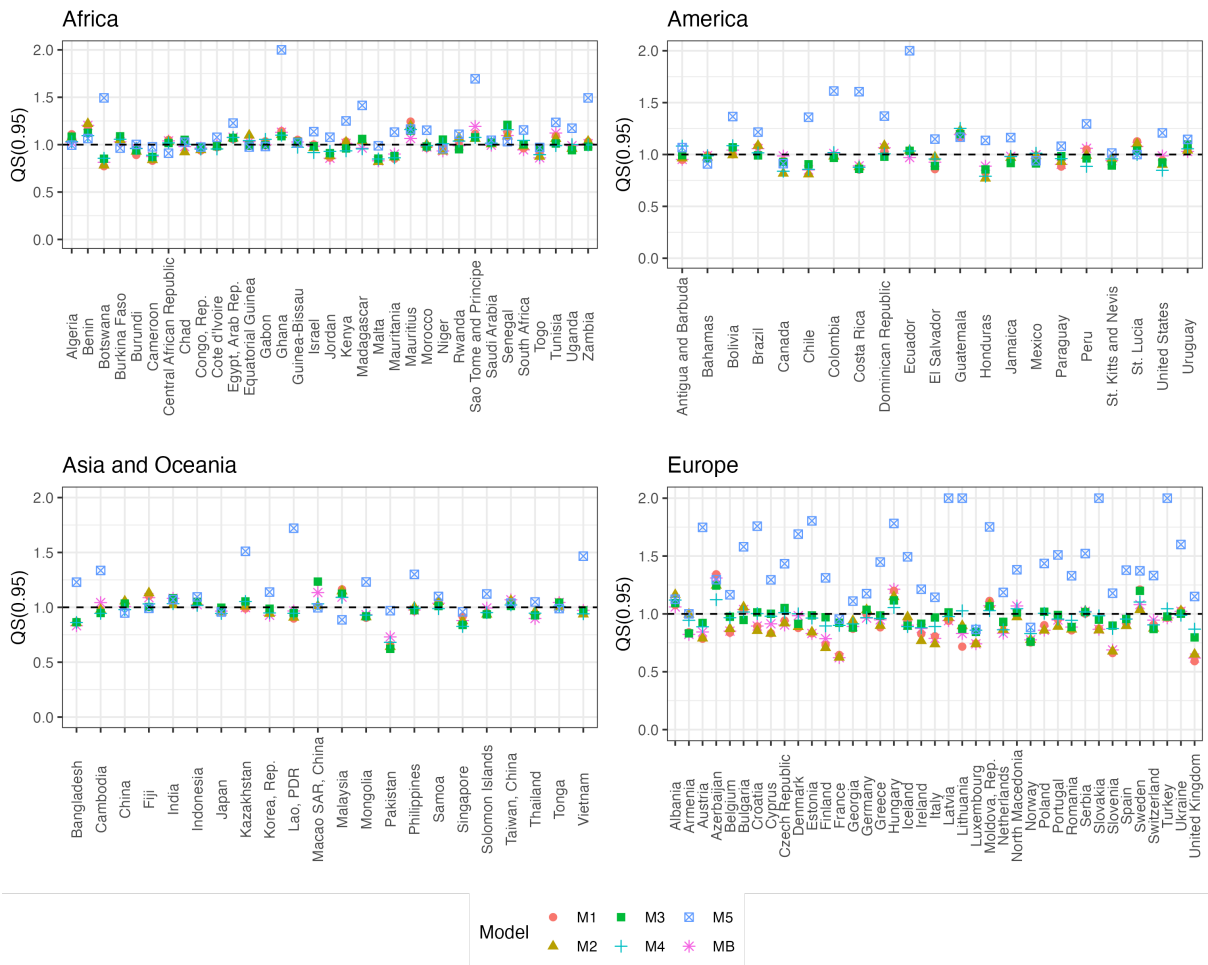 Africa
QS(0.95)
2.0
1.5
1.0
0.5
0.0
Algeria
Benin
Botswana
Burkina Faso
Burundi
Cameroon
Central African Republic
Chad
Congo, Rep.
Cote d'Ivoire
Egypt, Arab Rep.
Equatorial Guinea
Gabon
Ghana
Guinea-Bissau
Israel
Jordan
Kenya
Madagascar
Malta
Mauritania
Mauritius
Morocco
Niger
Rwanda
Sao Tome and Principe
Saudi Arabia
Senegal
South Africa
Togo
Tunisia
Uganda
Zambia
America
QS(0.95)
2.0
1.5
1.0
0.5
0.0
Antigua and Barbuda
Bahamas
Bolivia
Brazil
Canada
Chile
Colombia
Costa Rica
Dominican Republic
Ecuador
El Salvador
Guatemala
Honduras
Jamaica
Mexico
Paraguay
Peru
St. Kitts and Nevis
St. Lucia
United States
Uruguay
Asia and Oceania
QS(0.95)
2.0
1.5
1.0
0.5
0.0
Bangladesh
Cambodia
China
Fiji
India
Indonesia
Japan
Kazakhstan
Korea, Rep.
Lao, PDR
Macao SAR, China
Malaysia
Mongolia
Pakistan
Philippines
Samoa
Singapore
Solomon Islands
Taiwan, China
Thailand
Tonga
Vietnam
Europe
QS(0.95)
2.0
1.5
1.0
0.5
0.0
Albania
Armenia
Austria
Azerbaijan
Belgium
Bulgaria
Croatia
Cyprus
Czech Republic
Denmark
Estonia
Finland
France
Georgia
Germany
Greece
Hungary
Iceland
Ireland
Italy
Latvia
Lithuania
Luxembourg
Moldova, Rep.
Netherlands
North Macedonia
Norway
Poland
Portugal
Romania
Serbia
Slovakia
Slovenia
Spain
Sweden
Switzerland
Turkey
Ukraine
United Kingdom
Model
M1
M3
M5
M2
M4
MB